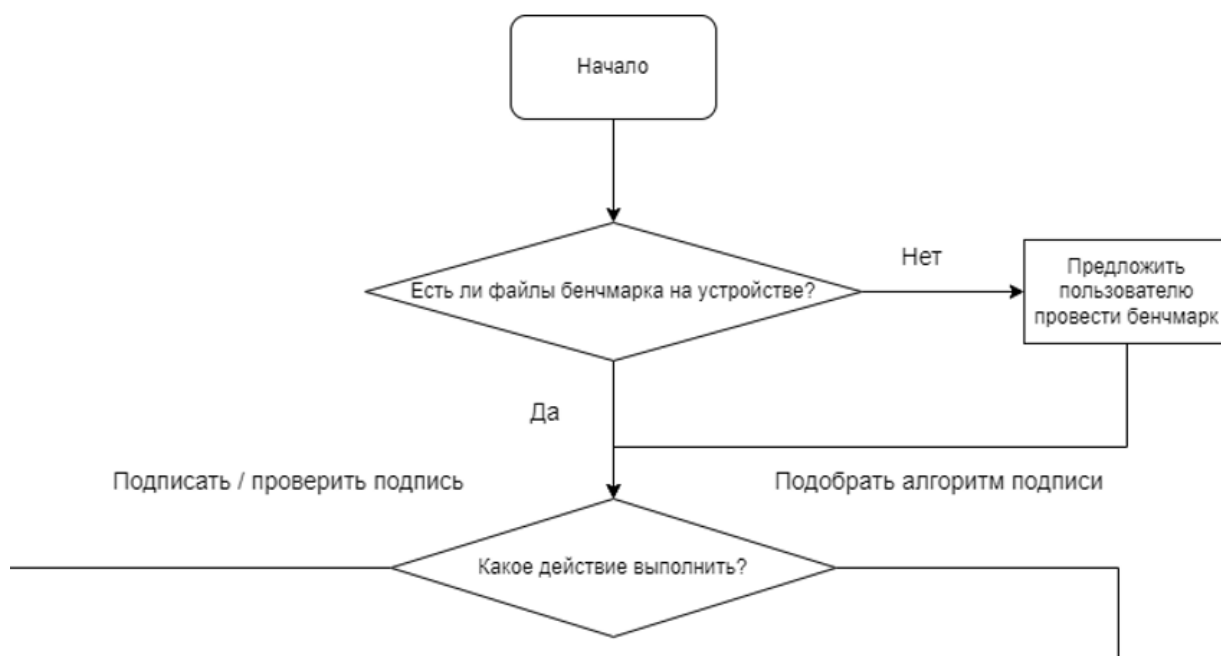 Начало
Нет
Есть ли файлы бенчмарка на устройстве?
Предложить
пользователю
провести бенчмарк
Да
Подписать / проверить подпись
Подобрать алгоритм подписи
Какое действие выполнить?